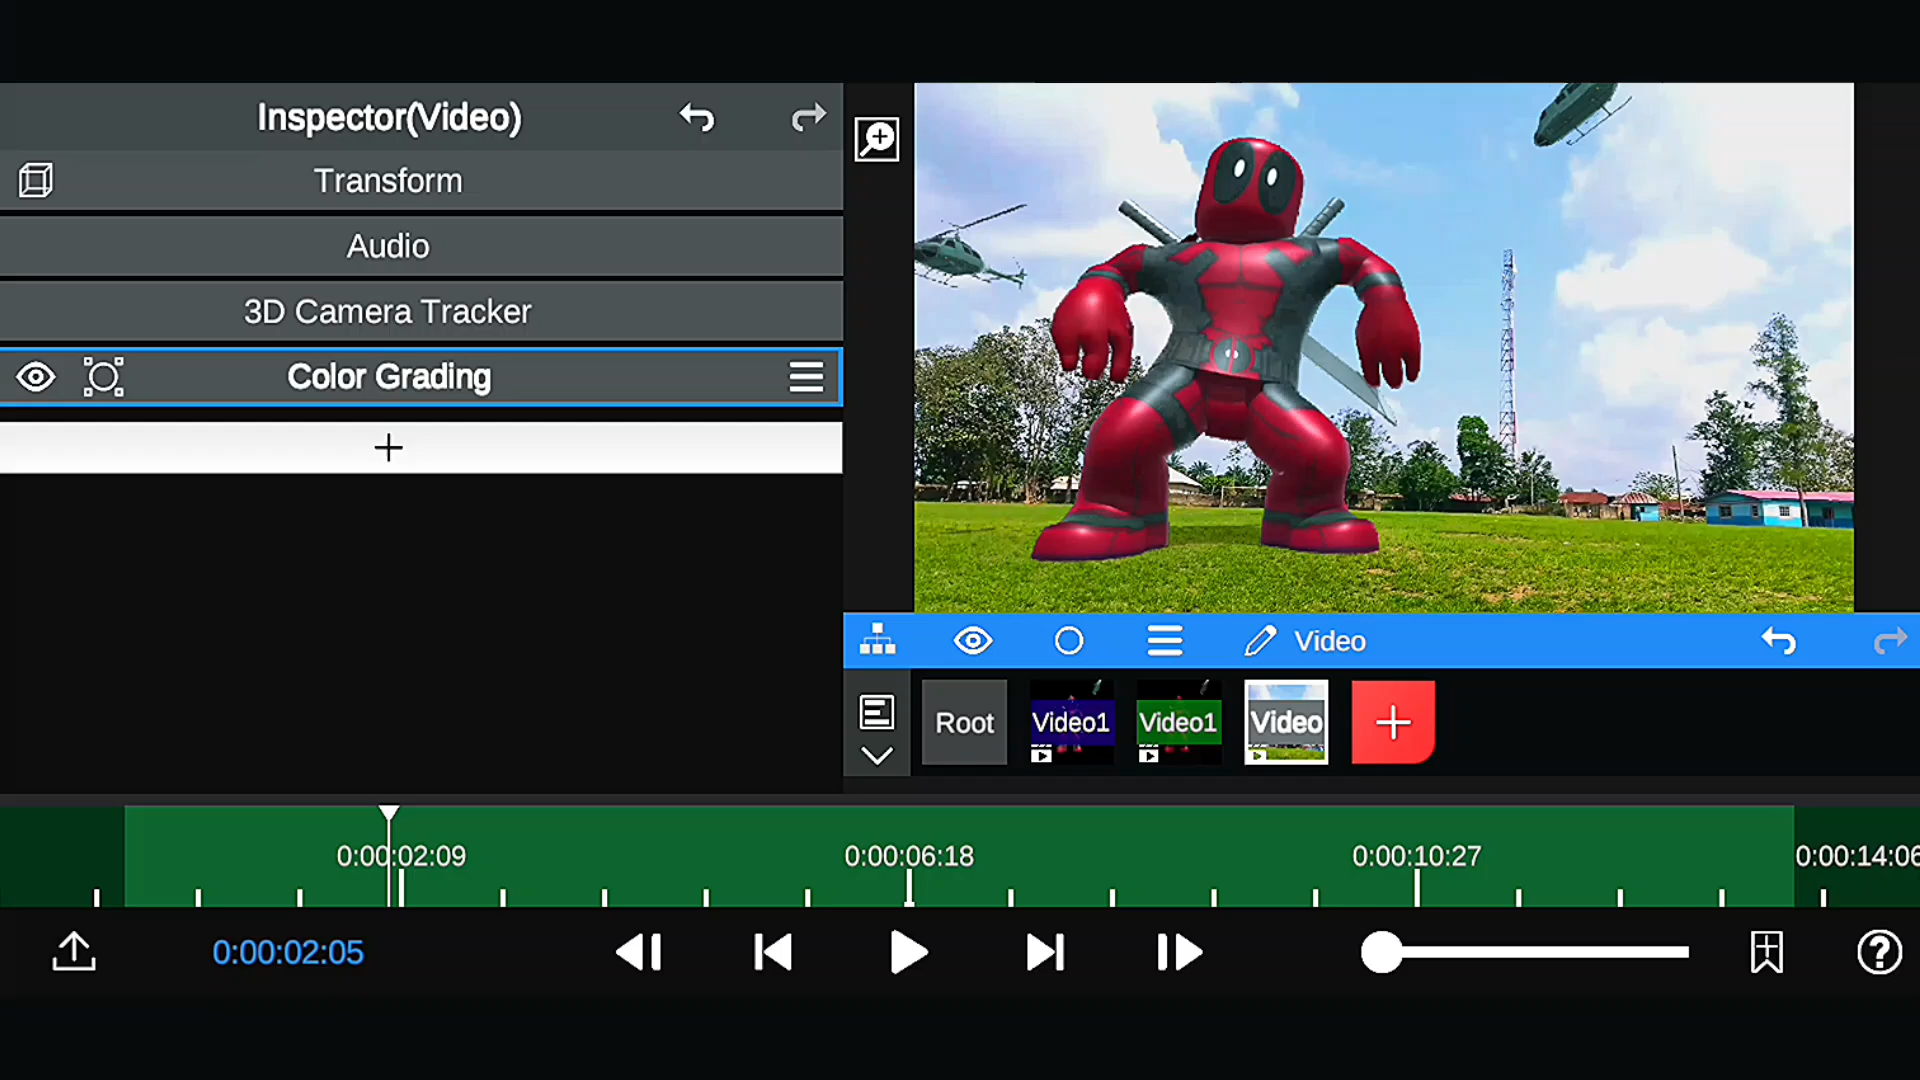 Inspector(Video)
Transform
Audio
3D Camera Tracker
Color Grading
Video
Root
Video1
Video1
Video
0:00:02:09
0:00:06:18
0:00:10:27
0:00:14:06
0:00:02:05